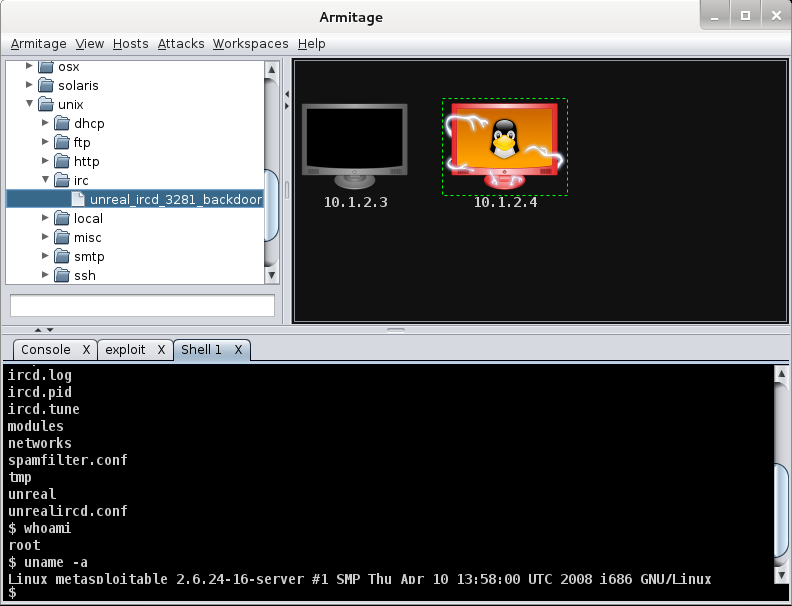 Armitage
Armitage View Hosts Attacks Workspaces Help
osx
solaris
unix
dhcp
ftp
http
irc
unreal_ircd_3281_backdoor
local
misc
smtp
ssh
10.1.2.3
10.1.2.4
Console X exploit X Shell 1 X
ircd.log
ircd.pid
ircd.tune
modules
networks
spamfilter.conf
tmp
unreal
unrealircd.conf
$ whoami
root
$ uname -a
Linux metasploitable 2.6.24-16-server #1 SMP Thu Apr 10 13:58:00 UTC 2008 i686 GNU/Linux
$